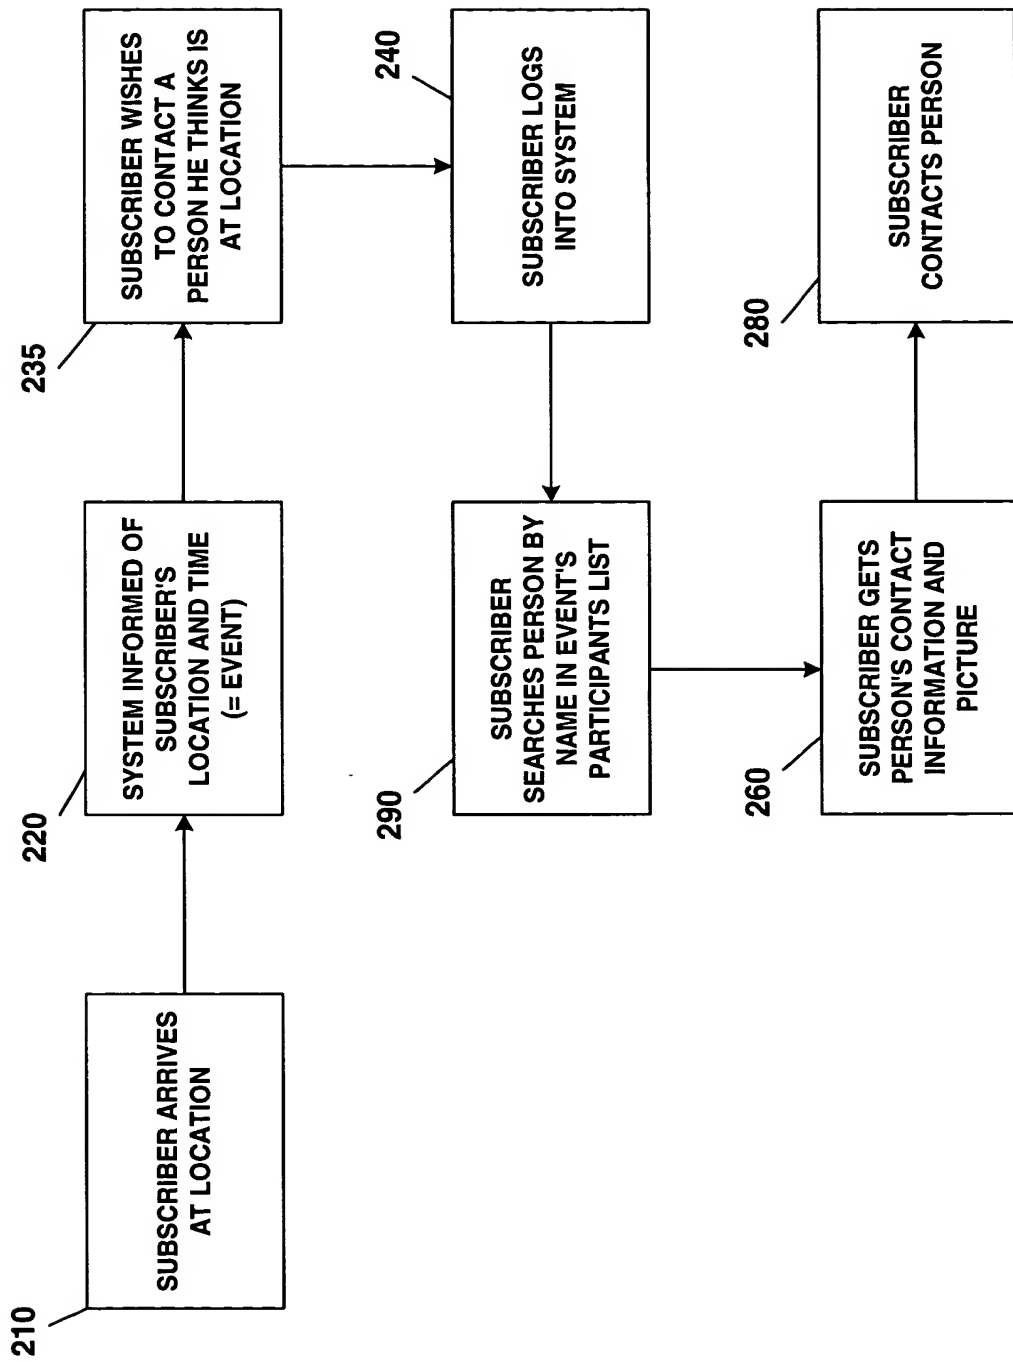 210
SUBSCRIBER ARRIVES
AT LOCATION
220
SYSTEM INFORMED OF
SUBSCRIBER'S
LOCATION AND TIME
(= EVENT)
235
SUBSCRIBER WISHES
TO CONTACT A
PERSON HE THINKS IS
AT LOCATION
240
SUBSCRIBER LOGS
INTO SYSTEM
290
SUBSCRIBER
SEARCHES PERSON BY
NAME IN EVENT'S
PARTICIPANTS LIST
260
SUBSCRIBER GETS
PERSON'S CONTACT
INFORMATION AND
PICTURE
280
SUBSCRIBER
CONTACTS PERSON